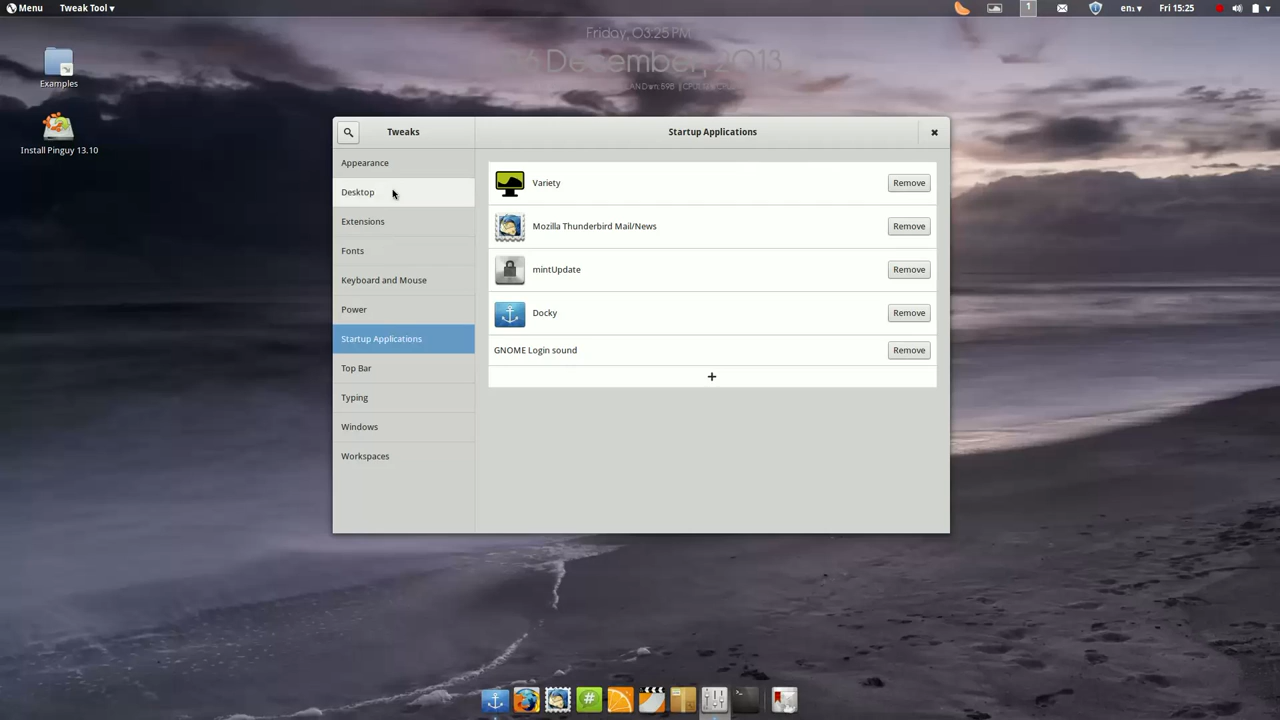 Menu Tweak Tool ▾ 1 en₁ ▾ Fri 15:25
Friday, 03:25 PM
December, 2013
Examples
Install Pinguy 13.10
Tweaks
Startup Applications
Appearance
Desktop
Extensions
Fonts
Keyboard and Mouse
Power
Startup Applications
Top Bar
Typing
Windows
Workspaces
Variety Remove
Mozilla Thunderbird Mail/News Remove
mintUpdate Remove
Docky Remove
GNOME Login sound Remove
+